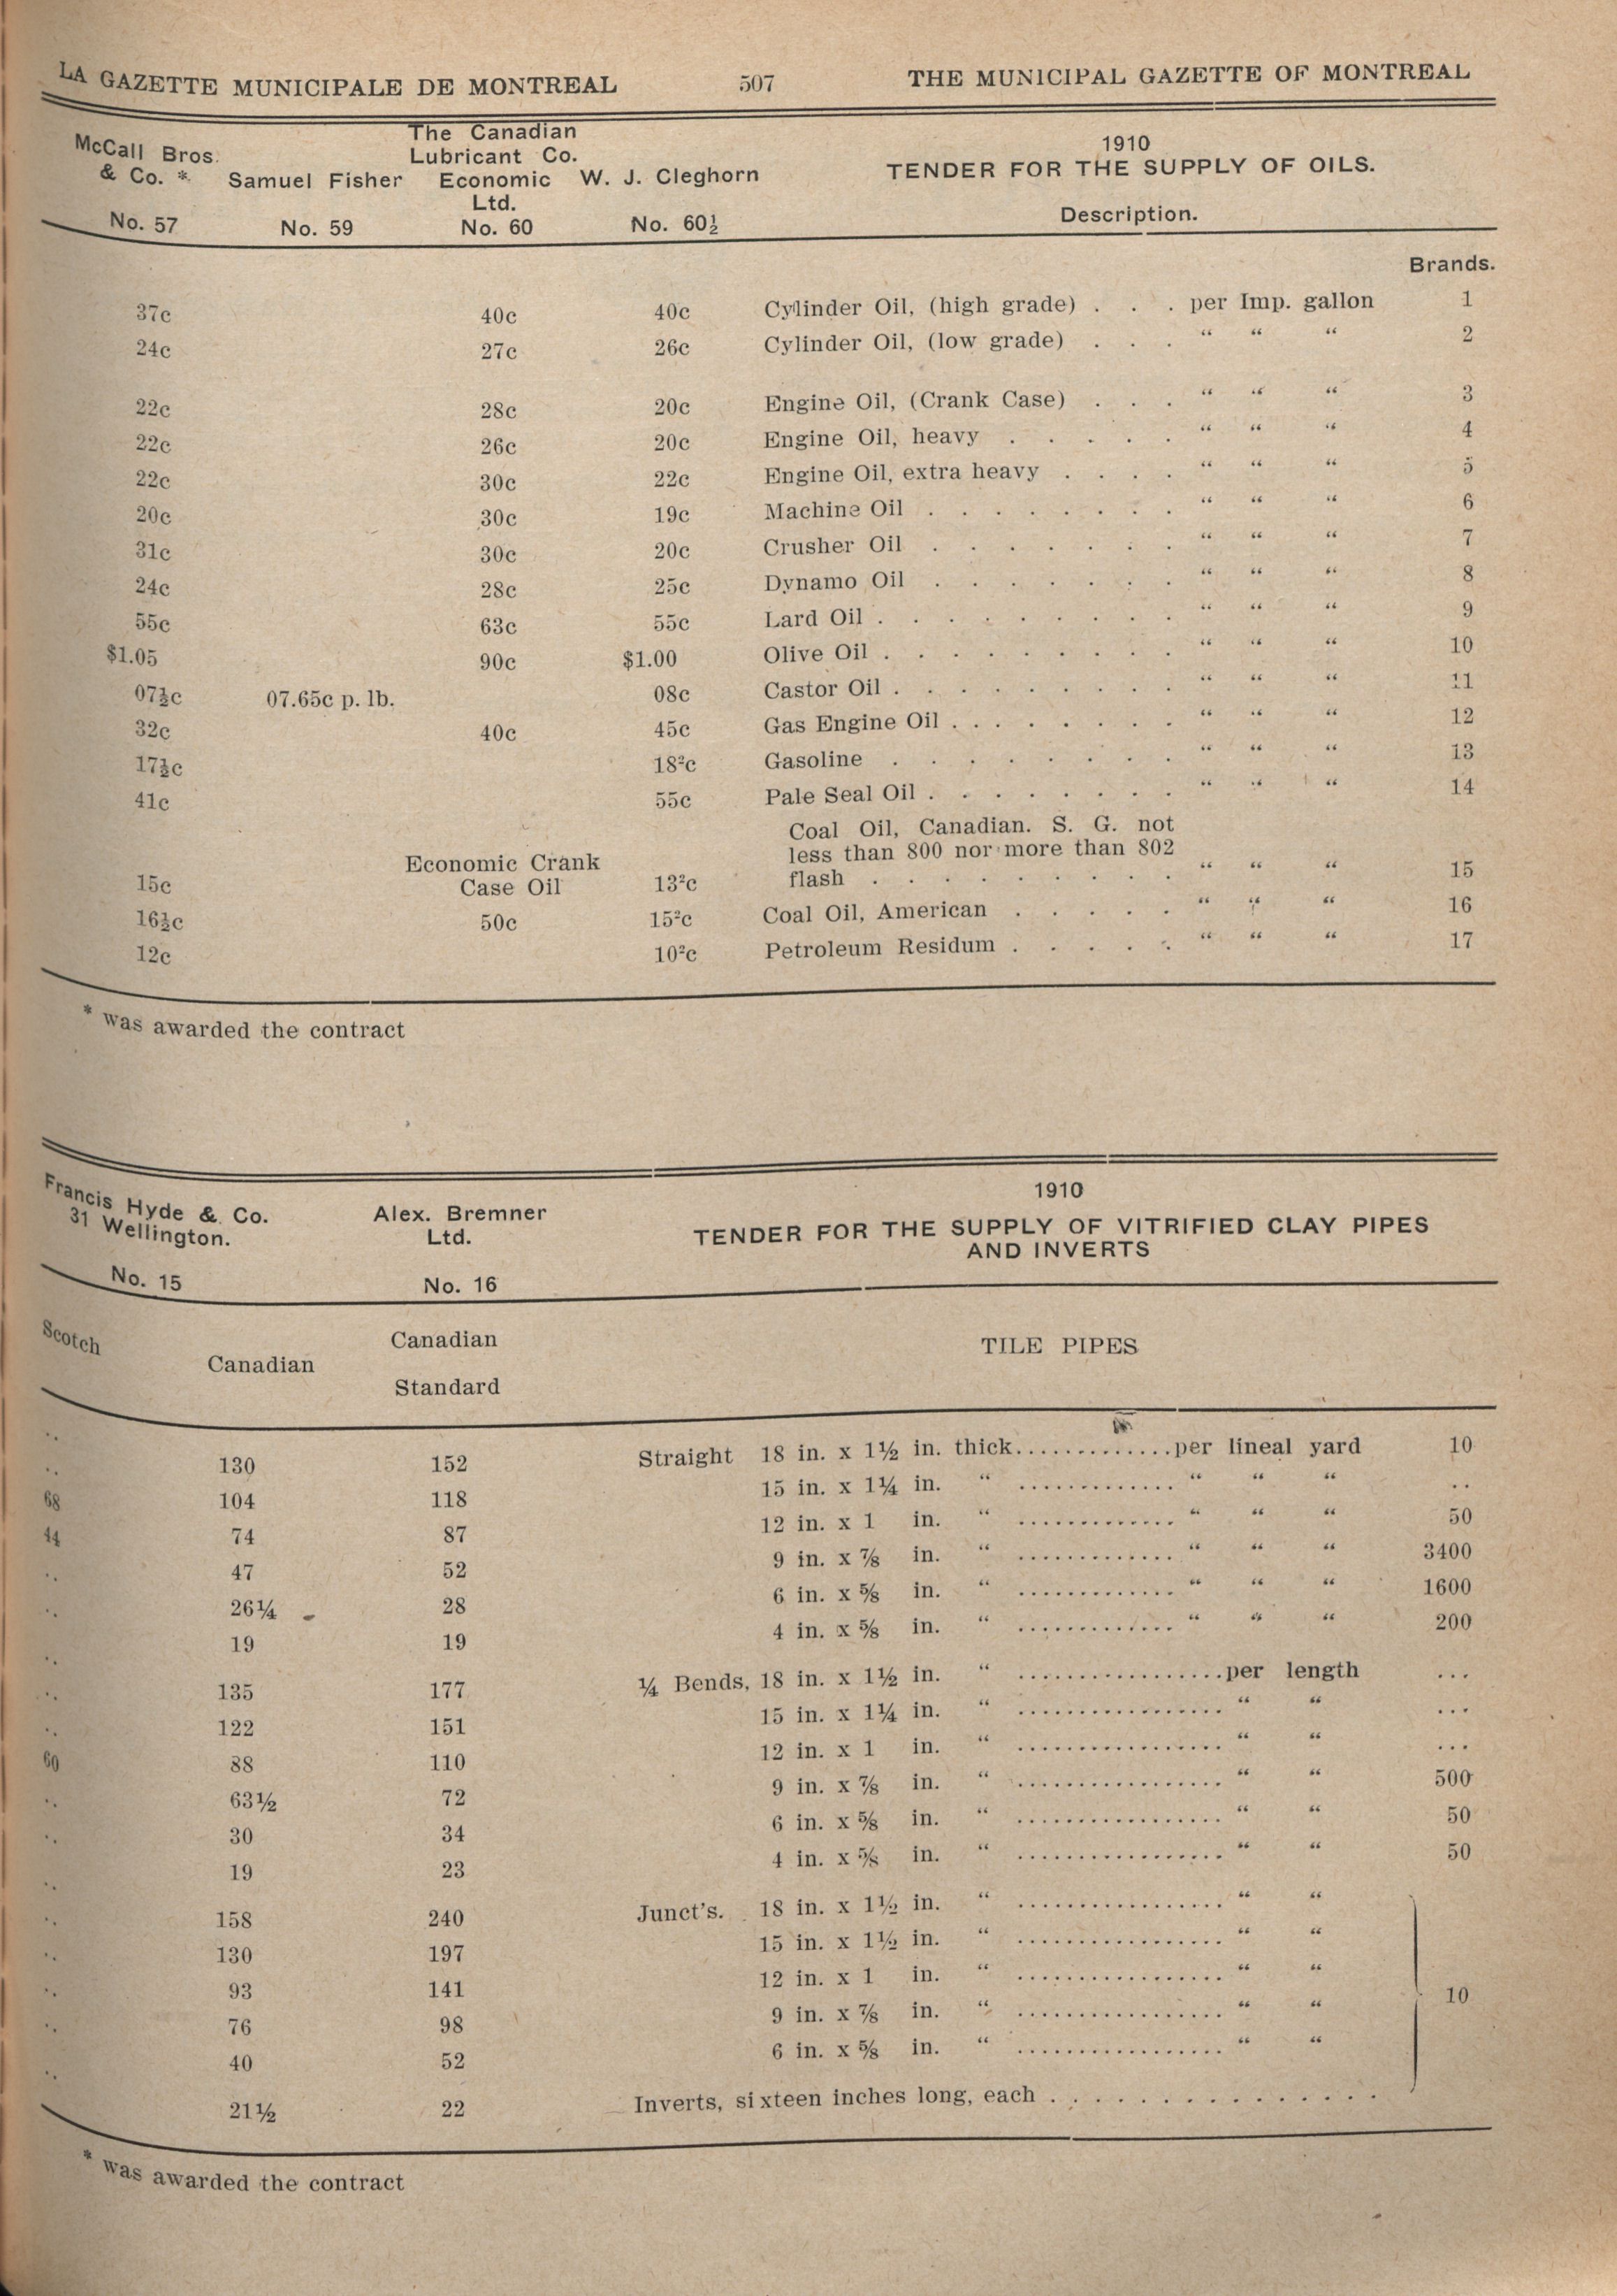 LA GAZETTE MUNICIPALE DE MONTREAL 507 THE MUNICIPAL GAZETTE OF MONTREAL
McCall Bros. & Co. *
No. 57
Samuel Fisher
No. 59
The Canadian
Lubricant Co.
Economic
Ltd.
No. 60
W. J. Cleghorn
No. 60½
1910
TENDER FOR THE SUPPLY OF OILS.
Description.
Brands.
37c 40c 40c Cylinder Oil, (high grade) . . . per Imp. gallon 1
24c 27c 26c Cylinder Oil, (low grade) . . . “ “ “ 2
22c 28c 20c Engine Oil, (Crank Case) . . . “ “ “ 3
22c 26c 20c Engine Oil, heavy . . . . . “ “ “ 4
22c 30c 22c Engine Oil, extra heavy . . . . “ “ “ 5
20c 30c 19c Machine Oil . . . . . . . “ “ “ 6
31c 30c 20c Crusher Oil . . . . . . . “ “ “ 7
24c 28c 25c Dynamo Oil . . . . . . . “ “ “ 8
55c 63c 55c Lard Oil . . . . . . . . . “ “ “ 9
$1.05 90c $1.00 Olive Oil . . . . . . . . . “ “ “ 10
07½c 07.65c p. lb. 08c Castor Oil . . . . . . . . “ “ “ 11
32c 40c 45c Gas Engine Oil . . . . . . . “ “ “ 12
17½c 18²c Gasoline . . . . . . . . “ “ “ 13
41c 55c Pale Seal Oil . . . . . . . “ “ “ 14
Coal Oil, Canadian. S. G. not
less than 800 nor more than 802
Economic Crank
15c Case Oil 13²c flash . . . . . . . . . “ “ “ 15
16½c 50c 15²c Coal Oil, American . . . . . “ “ “ 16
12c 10²c Petroleum Residum . . . . . “ “ “ 17
* was awarded the contract
Francis Hyde & Co.
31 Wellington.
No. 15
Alex. Bremner
Ltd.
No. 16
1910
TENDER FOR THE SUPPLY OF VITRIFIED CLAY PIPES
AND INVERTS
Scotch
Canadian
Canadian
Standard
TILE PIPES
.. 130 152 Straight 18 in. x 1½ in. thick.............per lineal yard 10
.. 104 118 15 in. x 1¼ in. “ ............. “ “ “ ..
68 74 87 12 in. x 1 in. “ ............. “ “ “ 50
44 47 52 9 in. x ⅞ in. “ ............. “ “ “ 3400
.. 26¼ 28 6 in. x ⅝ in. “ ............. “ “ “ 1600
.. 19 19 4 in. x ⅝ in. “ ............. “ “ “ 200
.. 135 177 ¼ Bends, 18 in. x 1½ in. “ .................per length ...
.. 122 151 15 in. x 1¼ in. “ ................. “ “ ...
.. 88 110 12 in. x 1 in. “ ................. “ “ ...
60 63½ 72 9 in. x ⅞ in. “ ................. “ “ 500
.. 30 34 6 in. x ⅝ in. “ ................. “ “ 50
.. 19 23 4 in. x ⅝ in. “ ................. “ “ 50
.. 158 240 Junct's. 18 in. x 1½ in. “ ................. “ “
.. 130 197 15 in. x 1½ in. “ ................. “ “
.. 93 141 12 in. x 1 in. “ ................. “ “
.. 76 98 9 in. x ⅞ in. “ ................. “ “ 10
.. 40 52 6 in. x ⅝ in. “ ................. “ “
.. 21½ 22 Inverts, sixteen inches long, each . . . . . . . . . . . . . .
* was awarded the contract